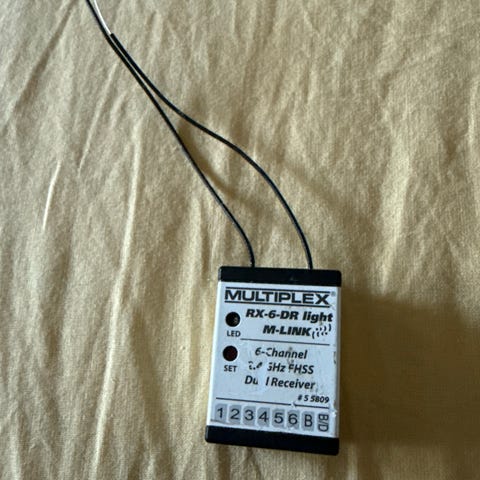 MULTIPLEX®
RX-6-DR light
M-LINK
LED
6-Channel
GHz FHSS
SET
Receiver
# 5 5809
1 2 3 4 5 6 B B/D